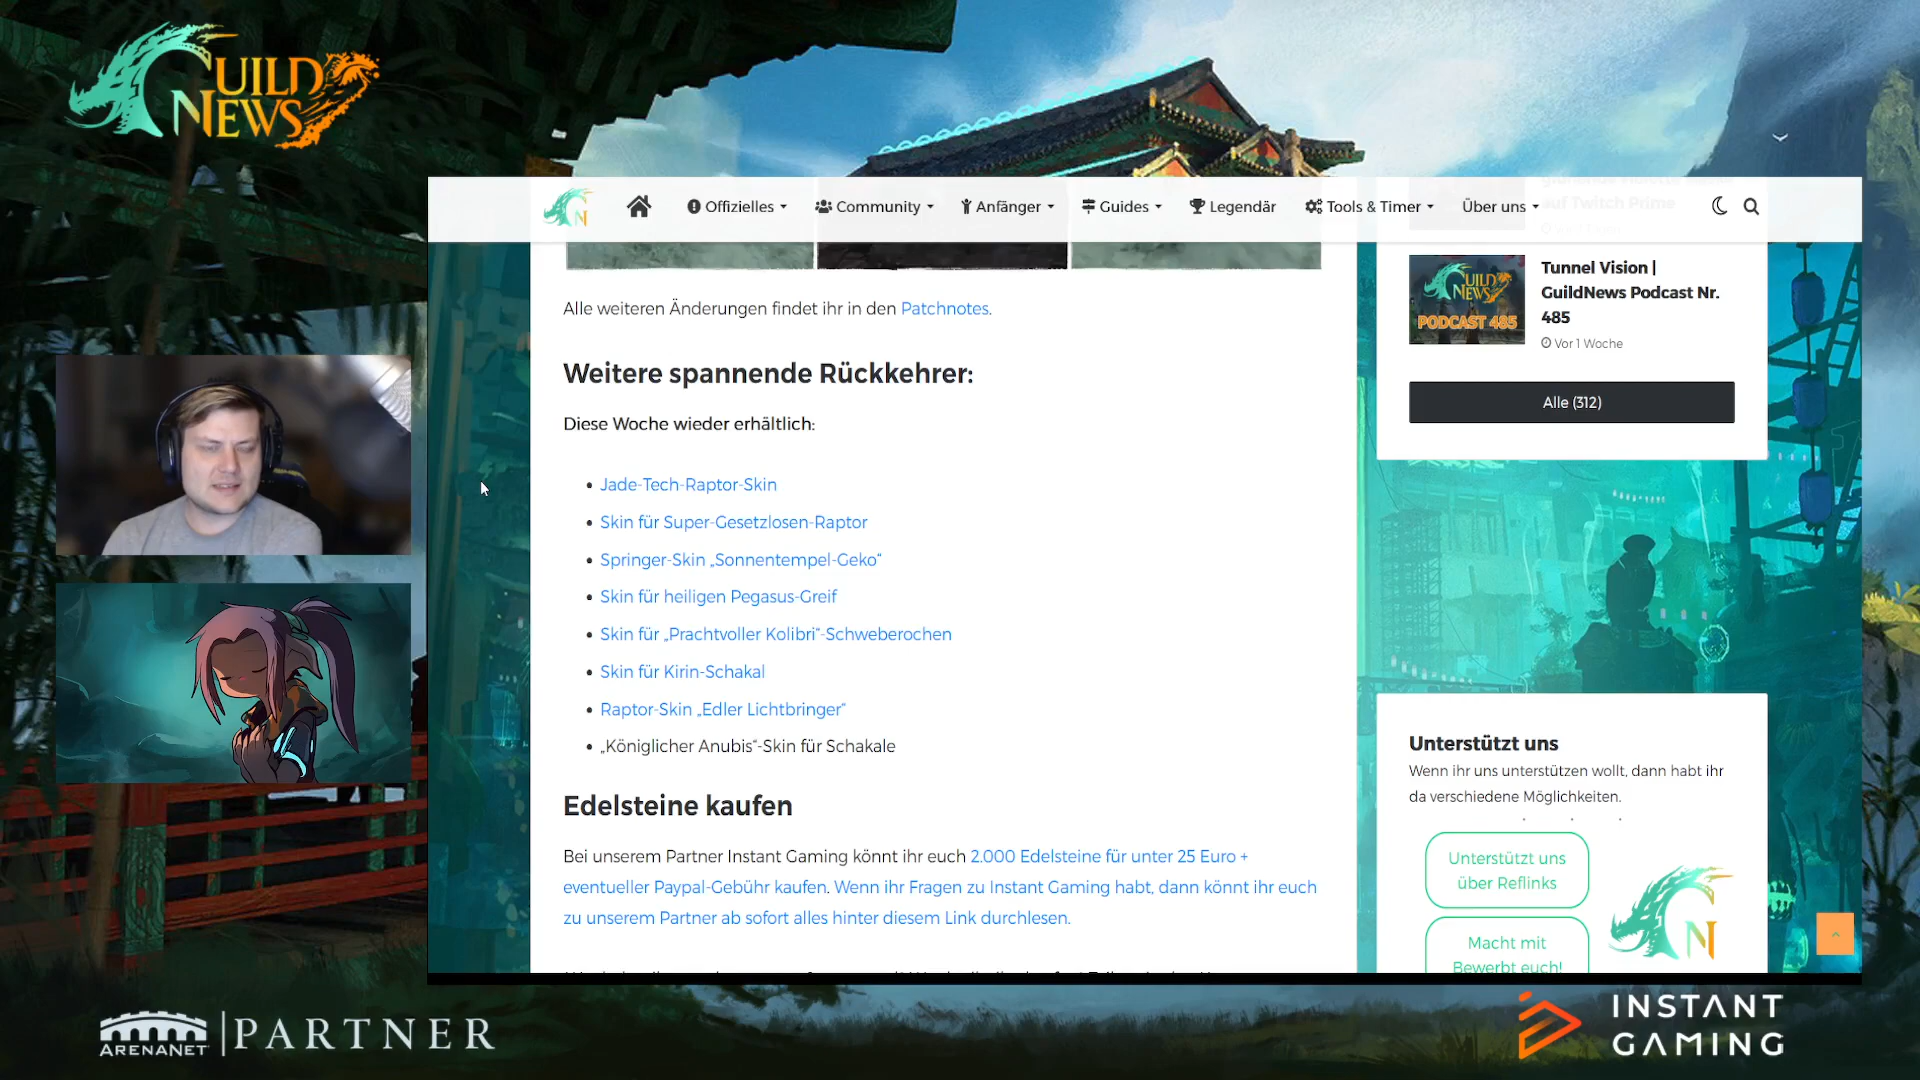 GUILD
NEWS
Offizielles
Community
Anfänger
Guides
Legendär
Tools & Timer
Über uns
auf Twitch Prime
Alle weiteren Änderungen findet ihr in den Patchnotes.
Weitere spannende Rückkehrer:
Diese Woche wieder erhältlich:
• Jade-Tech-Raptor-Skin
• Skin für Super-Gesetzlosen-Raptor
• Springer-Skin „Sonnentempel-Geko“
• Skin für heiligen Pegasus-Greif
• Skin für „Prachtvoller Kolibri“-Schweberochen
• Skin für Kirin-Schakal
• Raptor-Skin „Edler Lichtbringer“
• „Königlicher Anubis“-Skin für Schakale
Edelsteine kaufen
Bei unserem Partner Instant Gaming könnt ihr euch 2.000 Edelsteine für unter 25 Euro +
eventueller Paypal-Gebühr kaufen. Wenn ihr Fragen zu Instant Gaming habt, dann könnt ihr euch
zu unserem Partner ab sofort alles hinter diesem Link durchlesen.
GUILD
NEWS
PODCAST 485
Tunnel Vision |
GuildNews Podcast Nr.
485
Vor 1 Woche
Alle (312)
Unterstützt uns
Wenn ihr uns unterstützen wollt, dann habt ihr
da verschiedene Möglichkeiten.
Unterstützt uns
über Reflinks
Macht mit
Bewerbt euch!
N
ARENANET | PARTNER
INSTANT
GAMING